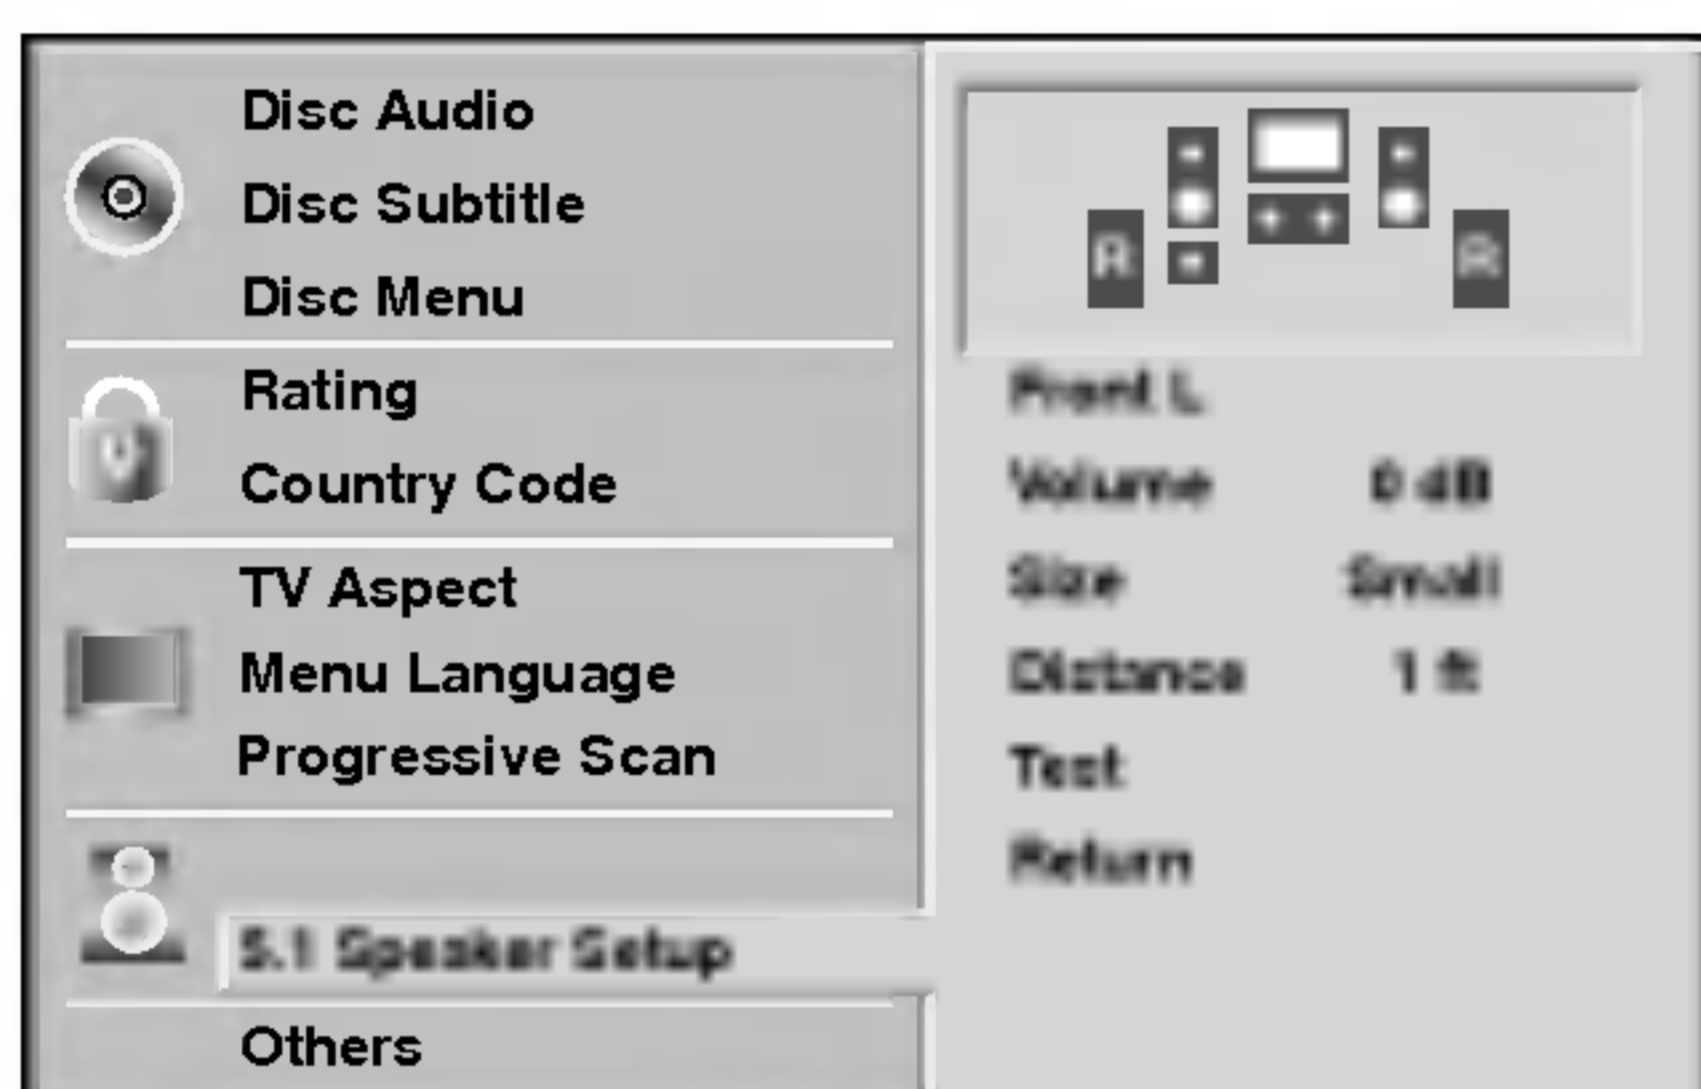 Disc Audio
Disc Subtitle
Disc Menu
Rating
Country Code
TV Aspect
Menu Language
Progressive Scan
5.1 Speaker Setup
Others
R R
Front L
Volume 0 dB
Size Small
Distance 1 ft
Test
Return